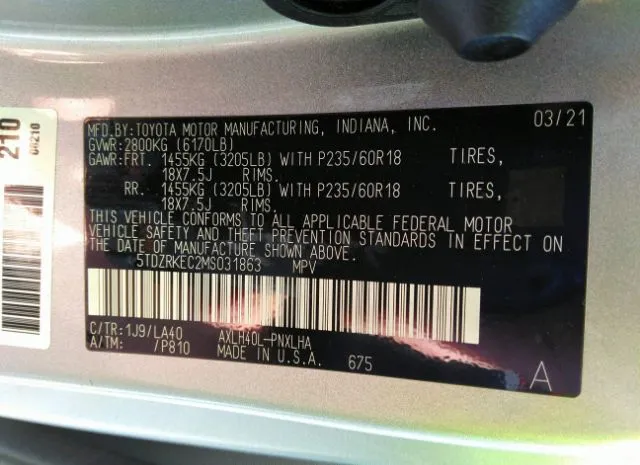 210
00210
MFD.BY:TOYOTA MOTOR MANUFACTURING, INDIANA, INC. 03/21
GVWR:2800KG (6170LB)
GAWR:FRT. 1455KG (3205LB) WITH P235/60R18 TIRES,
18X7.5J RIMS.
RR. 1455KG (3205LB) WITH P235/60R18 TIRES,
18X7.5J RIMS.
THIS VEHICLE CONFORMS TO ALL APPLICABLE FEDERAL MOTOR
VEHICLE SAFETY AND THEFT PREVENTION STANDARDS IN EFFECT ON
THE DATE OF MANUFACTURE.
5TDZRKEC2MS031863 MPV
C/TR:1J9/LA40 AXLH40L-PNXLHA
A/TM: /P810 MADE IN U.S.A. 675
A